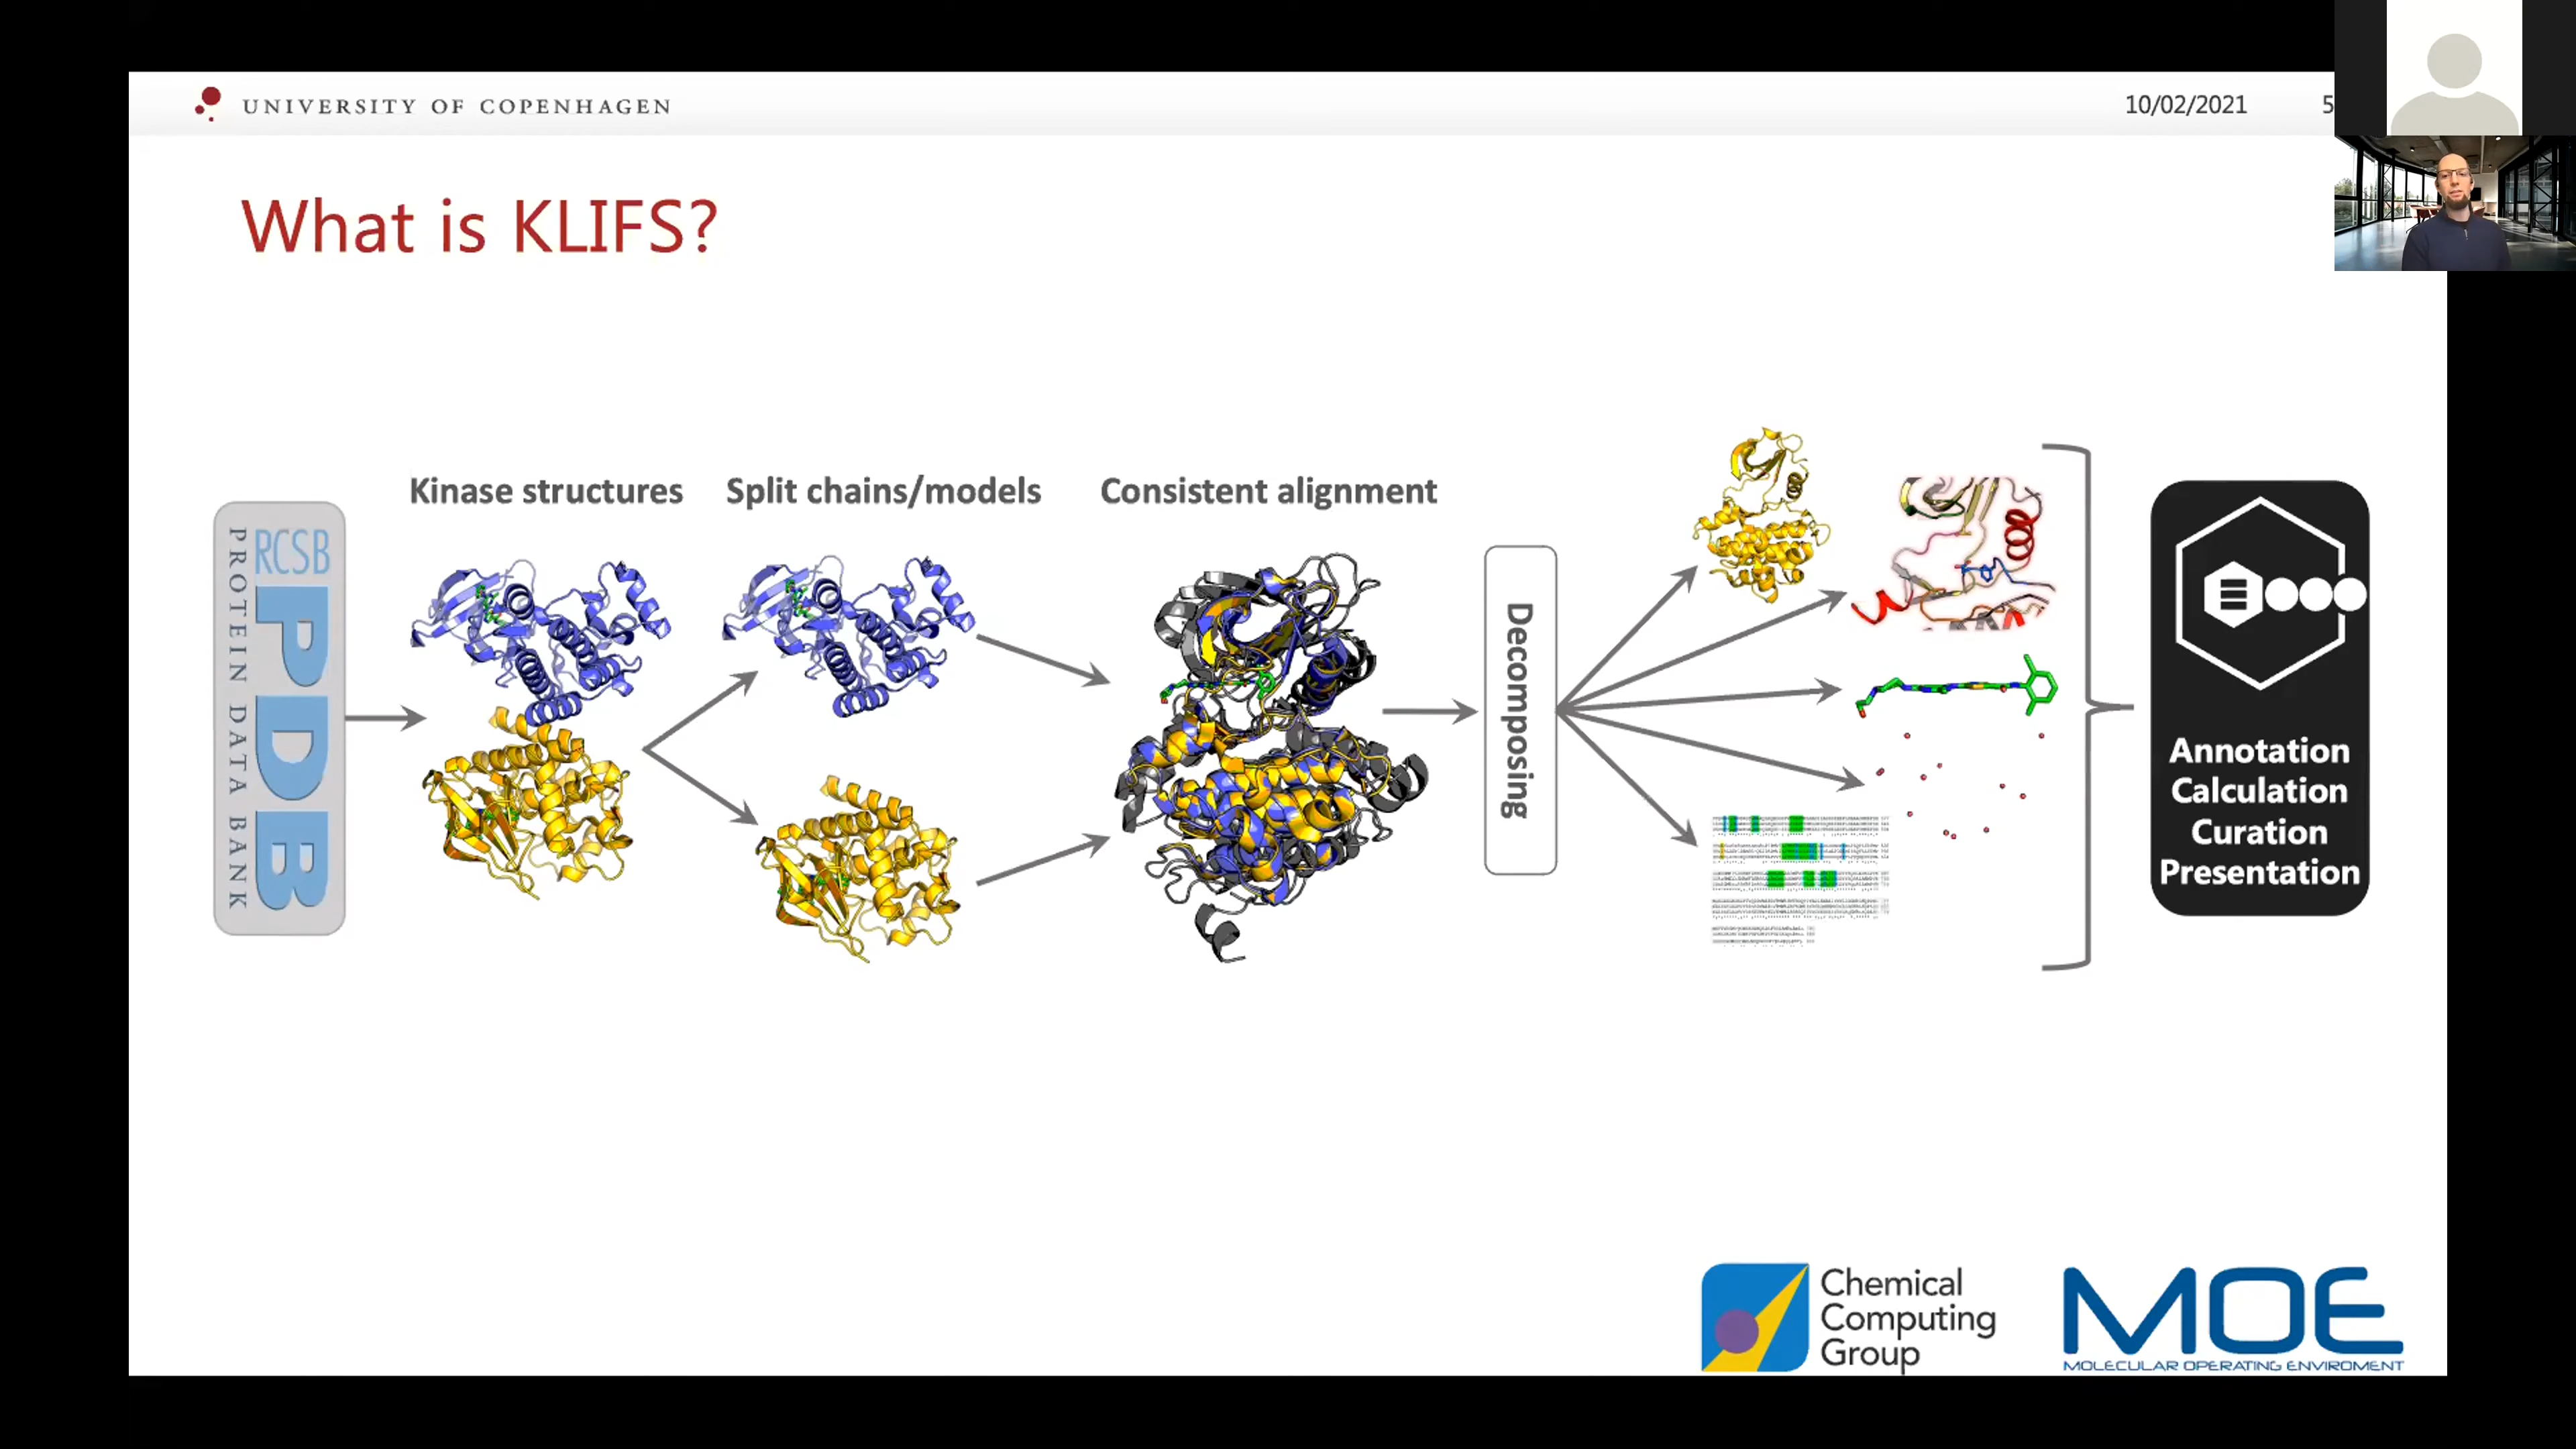 UNIVERSITY OF COPENHAGEN
10/02/2021
5
What is KLIFS?
Kinase structures
Split chains/models
Consistent alignment
RCSB
PDB
PROTEIN DATA BANK
Decomposing
Annotation
Calculation
Curation
Presentation
Chemical
Computing
Group
MOE
MOLECULAR OPERATING ENVIROMENT